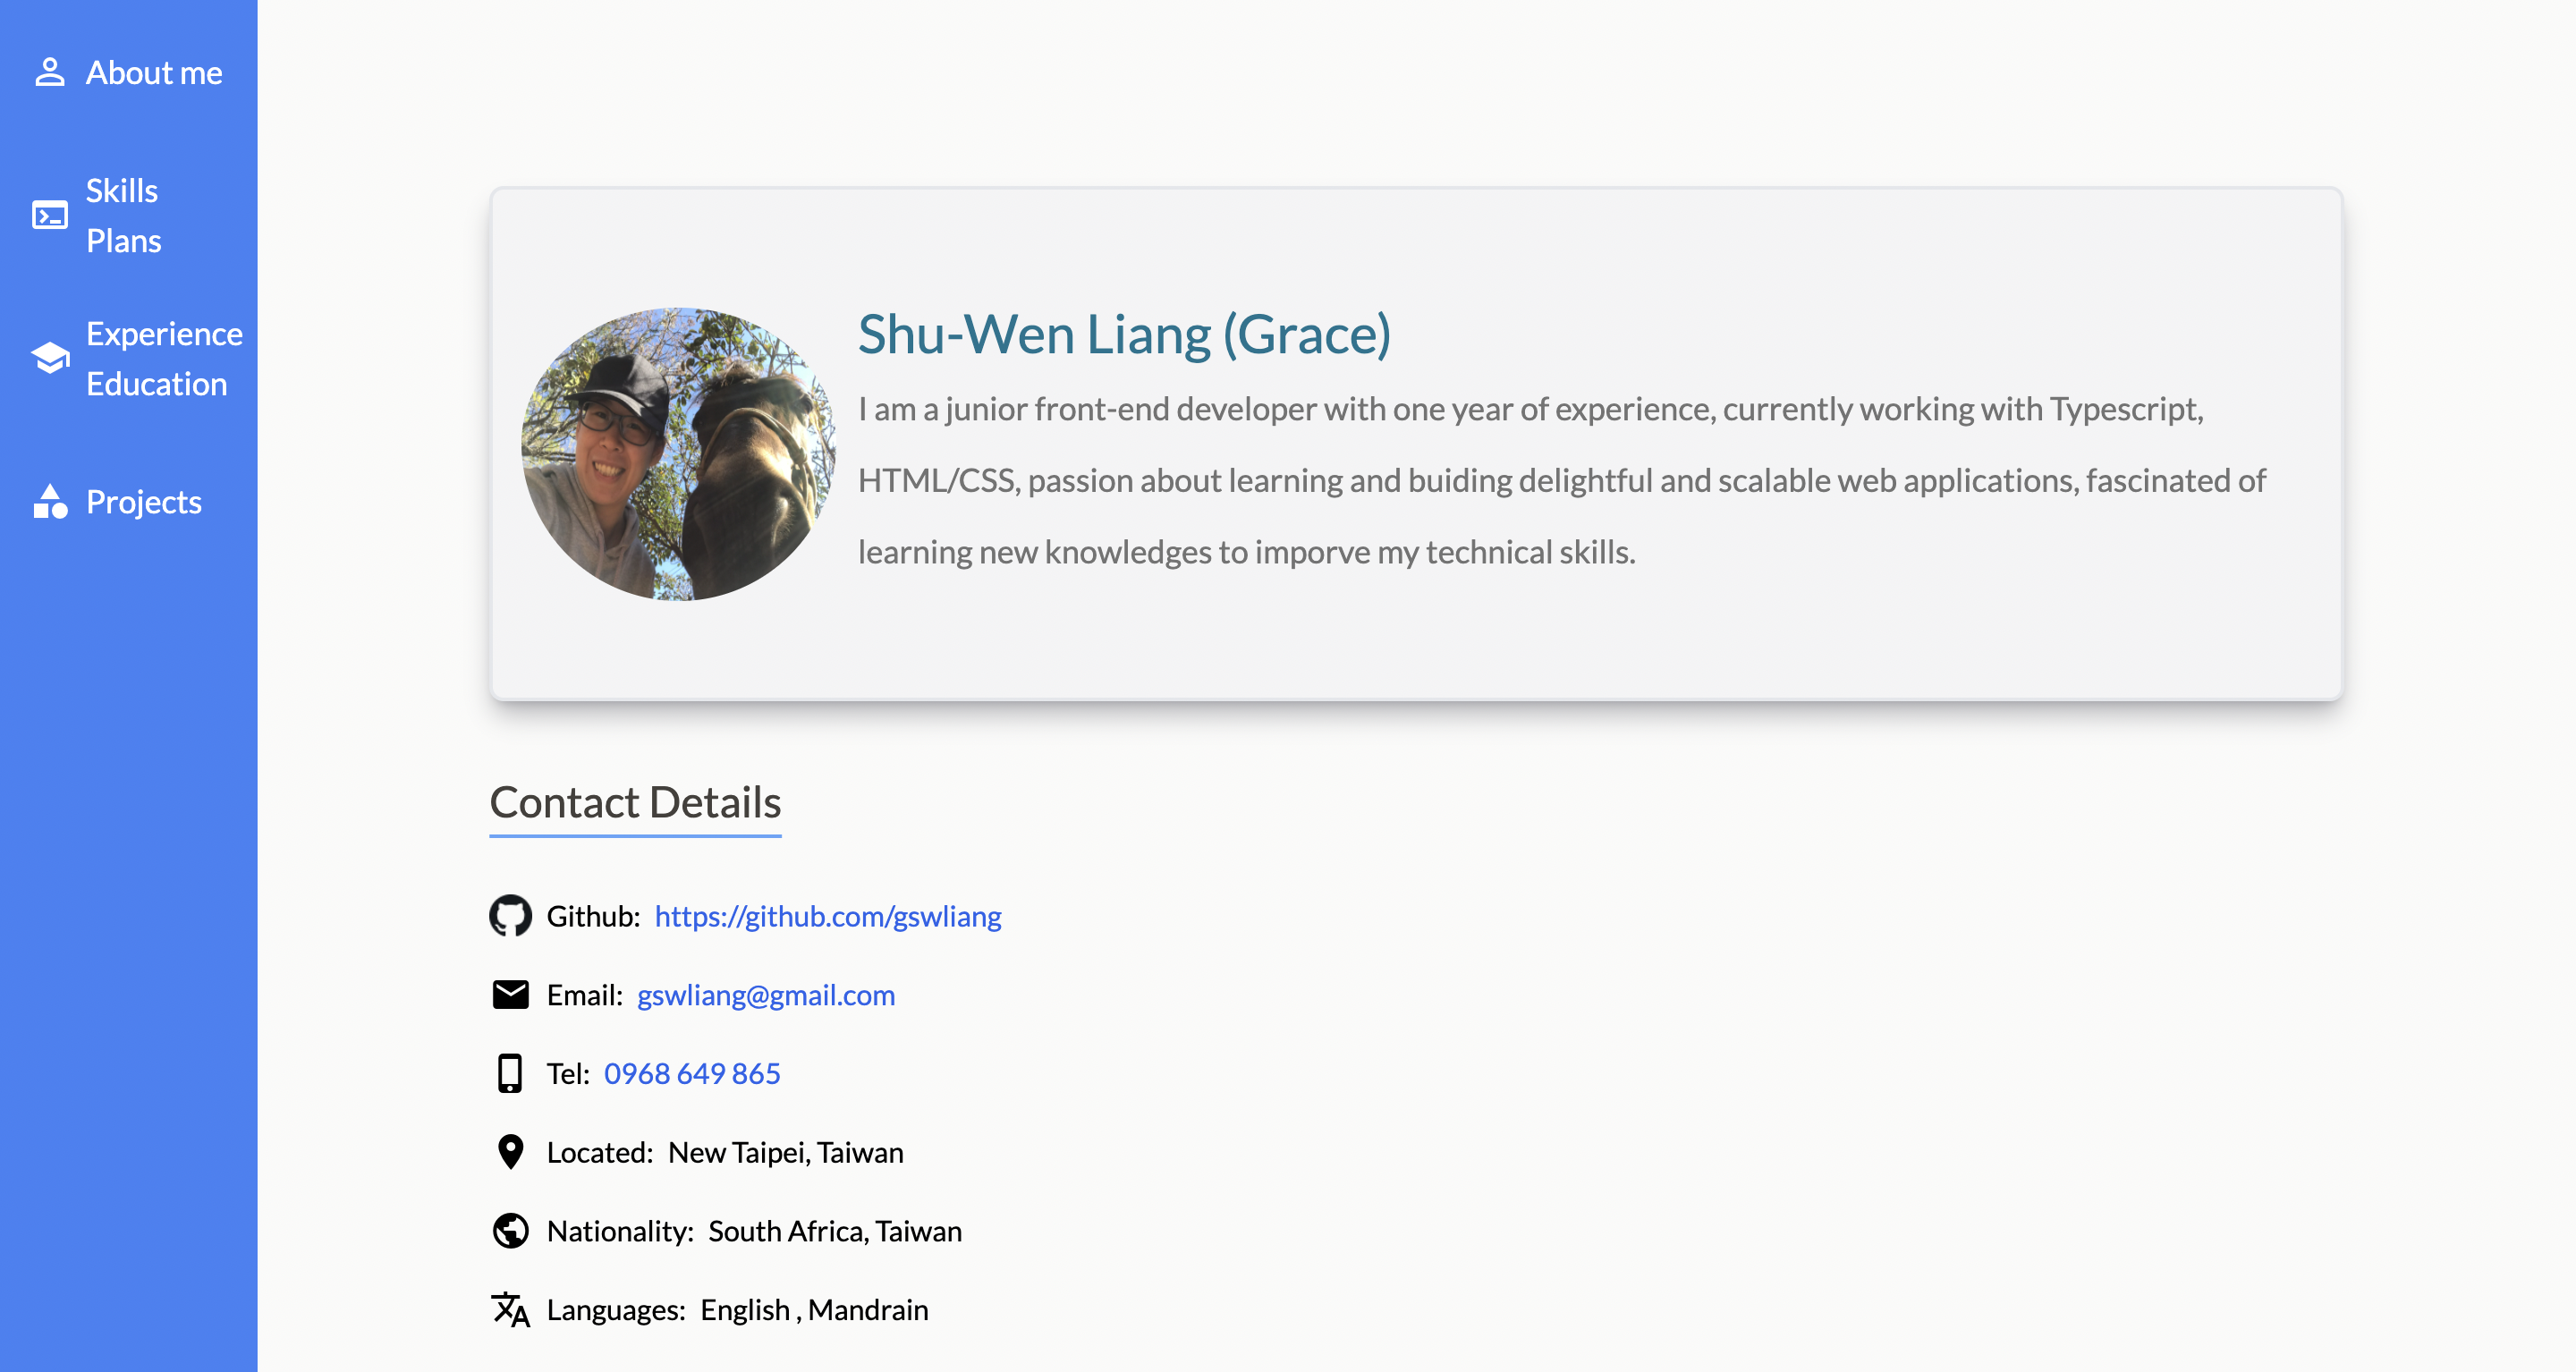 About me
Skills
Plans
Experience
Education
Projects
Shu-Wen Liang (Grace)
I am a junior front-end developer with one year of experience, currently working with Typescript,
HTML/CSS, passion about learning and buiding delightful and scalable web applications, fascinated of
learning new knowledges to imporve my technical skills.
Contact Details
Github: https://github.com/gswliang
Email: gswliang@gmail.com
Tel: 0968 649 865
Located: New Taipei, Taiwan
Nationality: South Africa, Taiwan
Languages: English , Mandrain